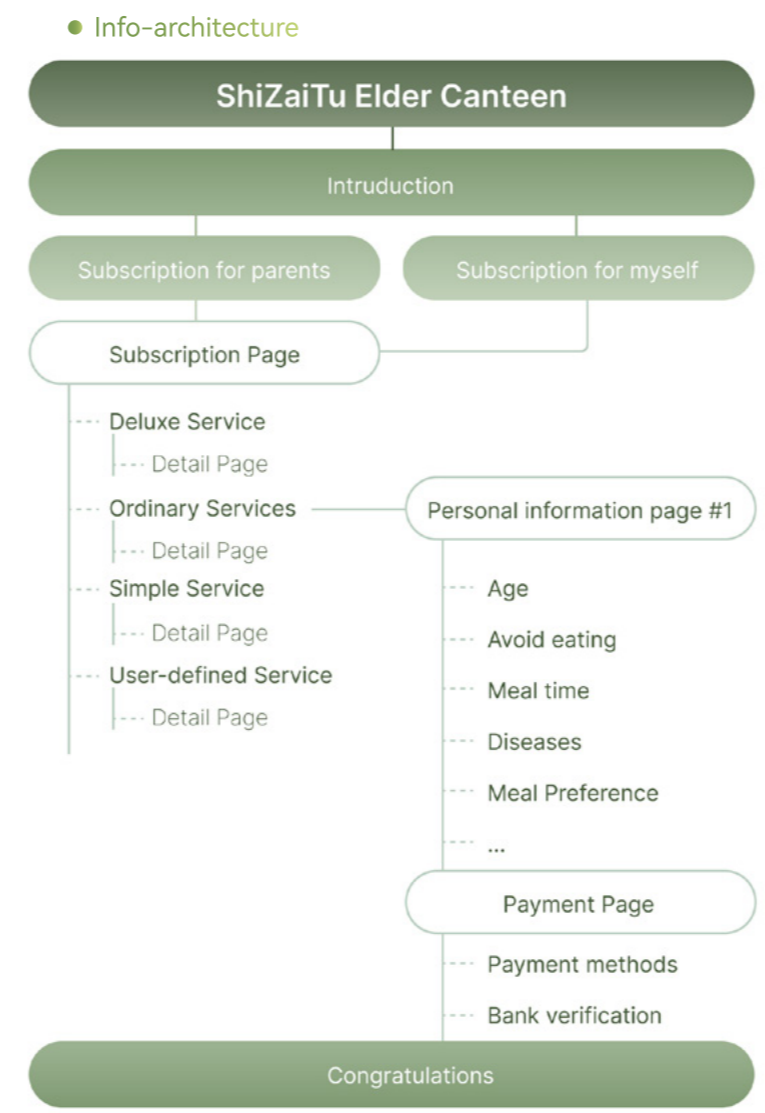 Info-architecture
ShiZaiTu Elder Canteen
Intruduction
Subscription for parents
Subscription for myself
Subscription Page
Deluxe Service
Detail Page
Ordinary Services
Detail Page
Simple Service
Detail Page
User-defined Service
Detail Page
Personal information page #1
Age
Avoid eating
Meal time
Diseases
Meal Preference
...
Payment Page
Payment methods
Bank verification
Congratulations